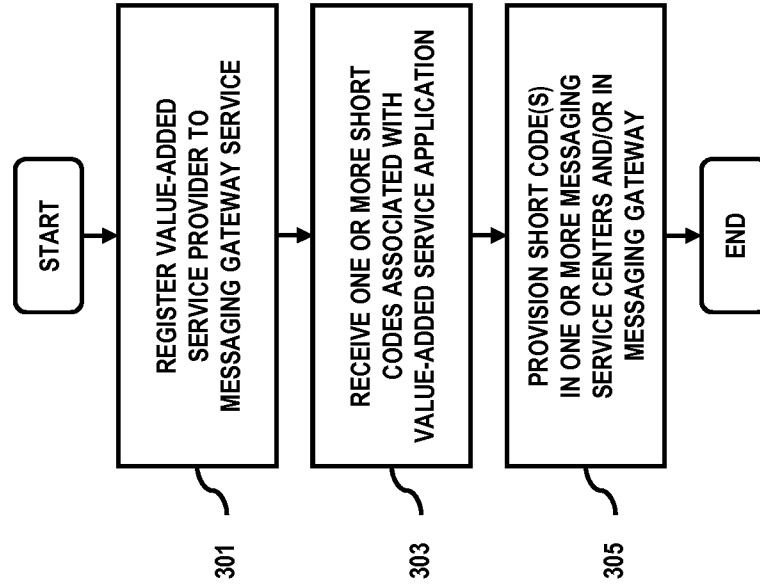 START
REGISTER VALUE-ADDED
SERVICE PROVIDER TO
MESSAGING GATEWAY SERVICE
301
RECEIVE ONE OR MORE SHORT
CODES ASSOCIATED WITH
VALUE-ADDED SERVICE APPLICATION
303
PROVISION SHORT CODE(S)
IN ONE OR MORE MESSAGING
SERVICE CENTERS AND/OR IN
MESSAGING GATEWAY
305
END